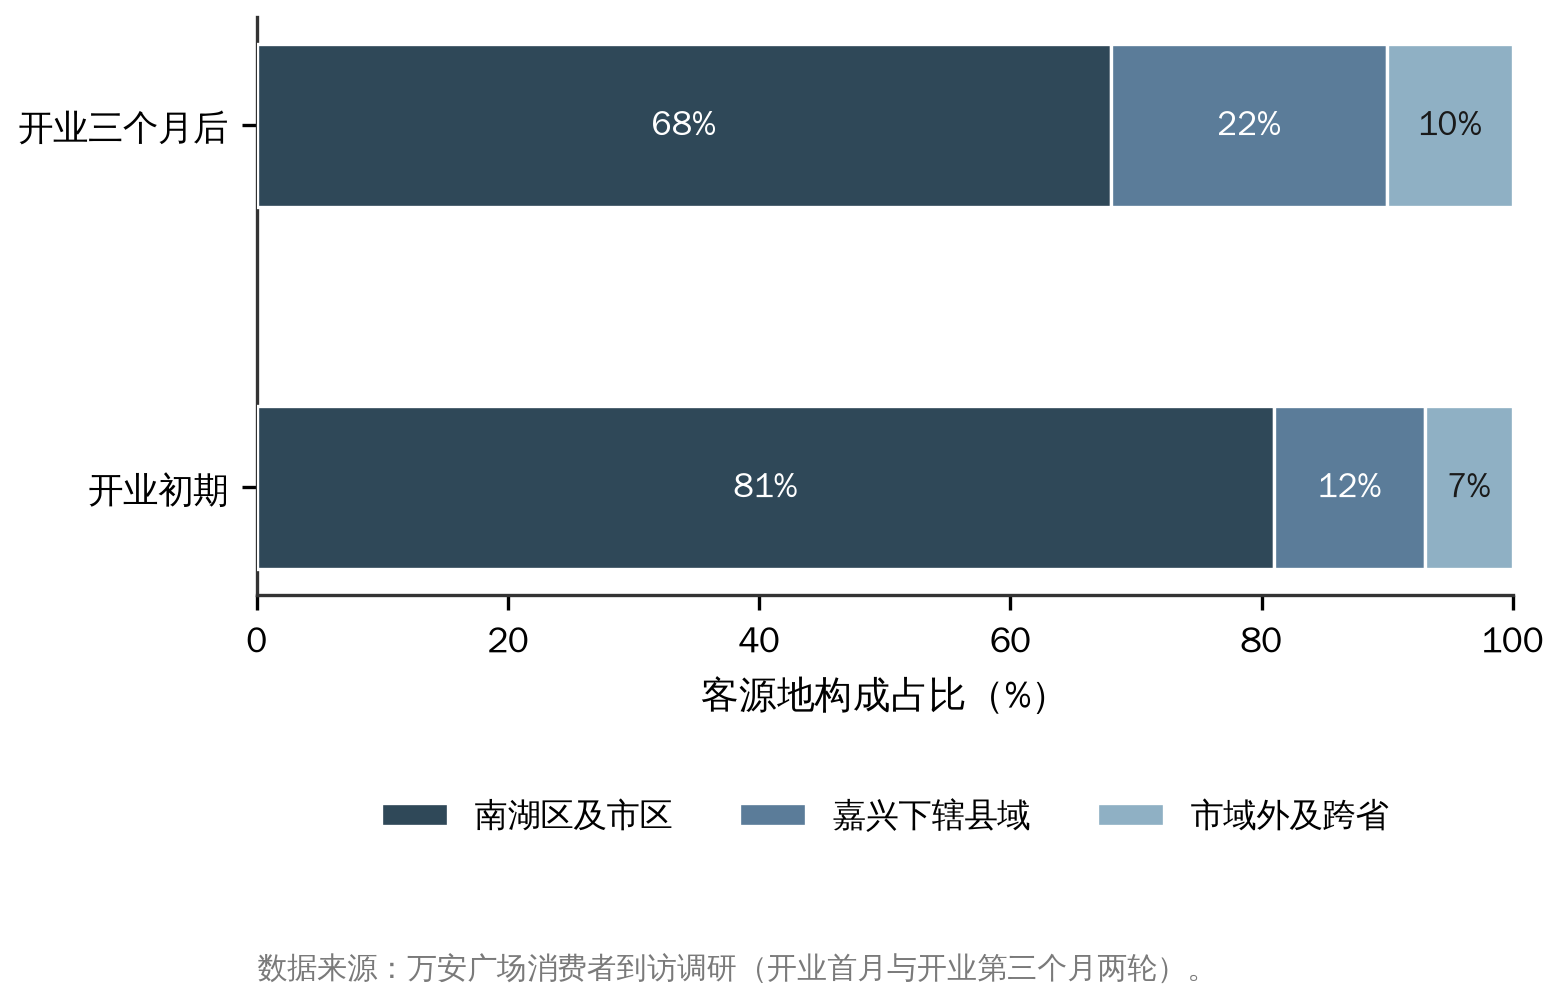 开业三个月后
68%
22%
10%
开业初期
81%
12%
7%
0 20 40 60 80 100
客源地构成占比（%）
南湖区及市区 嘉兴下辖县域 市域外及跨省
数据来源：万安广场消费者到访调研（开业首月与开业第三个月两轮）。